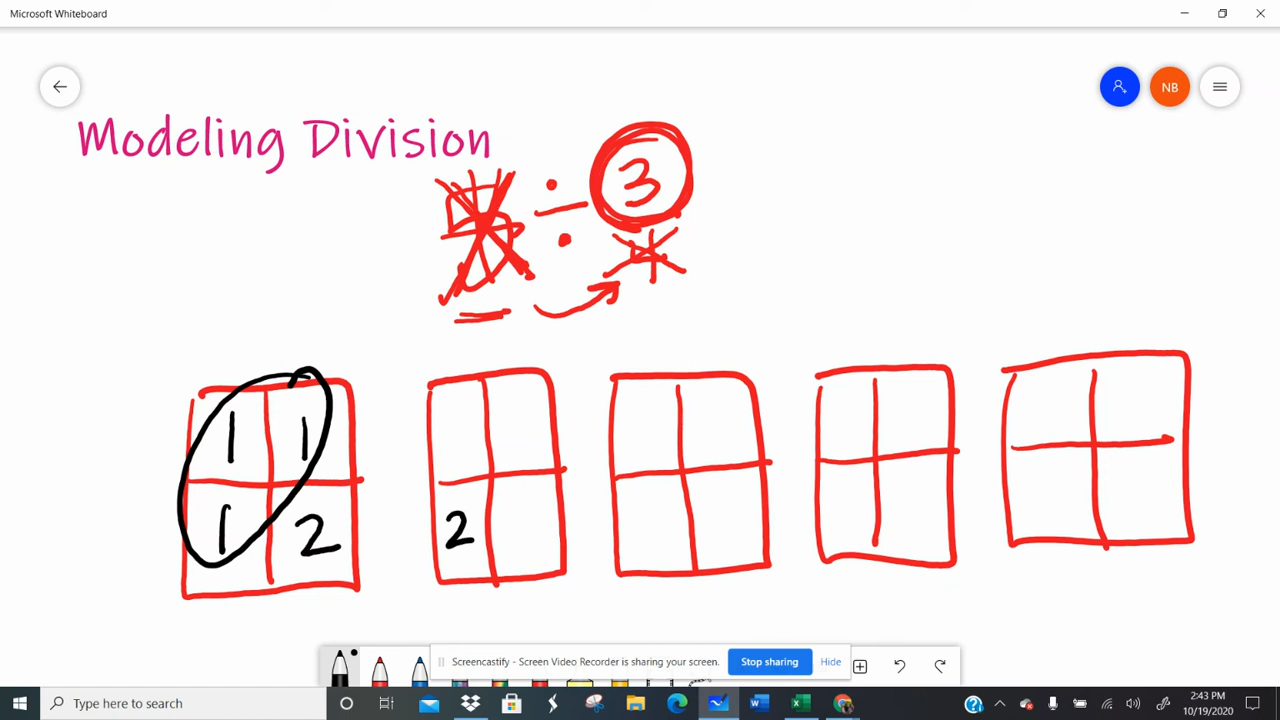 Microsoft Whiteboard
NB
Modeling Division
÷ 3
4
1 1
1 2
2
Screencastify - Screen Video Recorder is sharing your screen.
Stop sharing
Hide
Type here to search
2:43 PM
10/19/2020